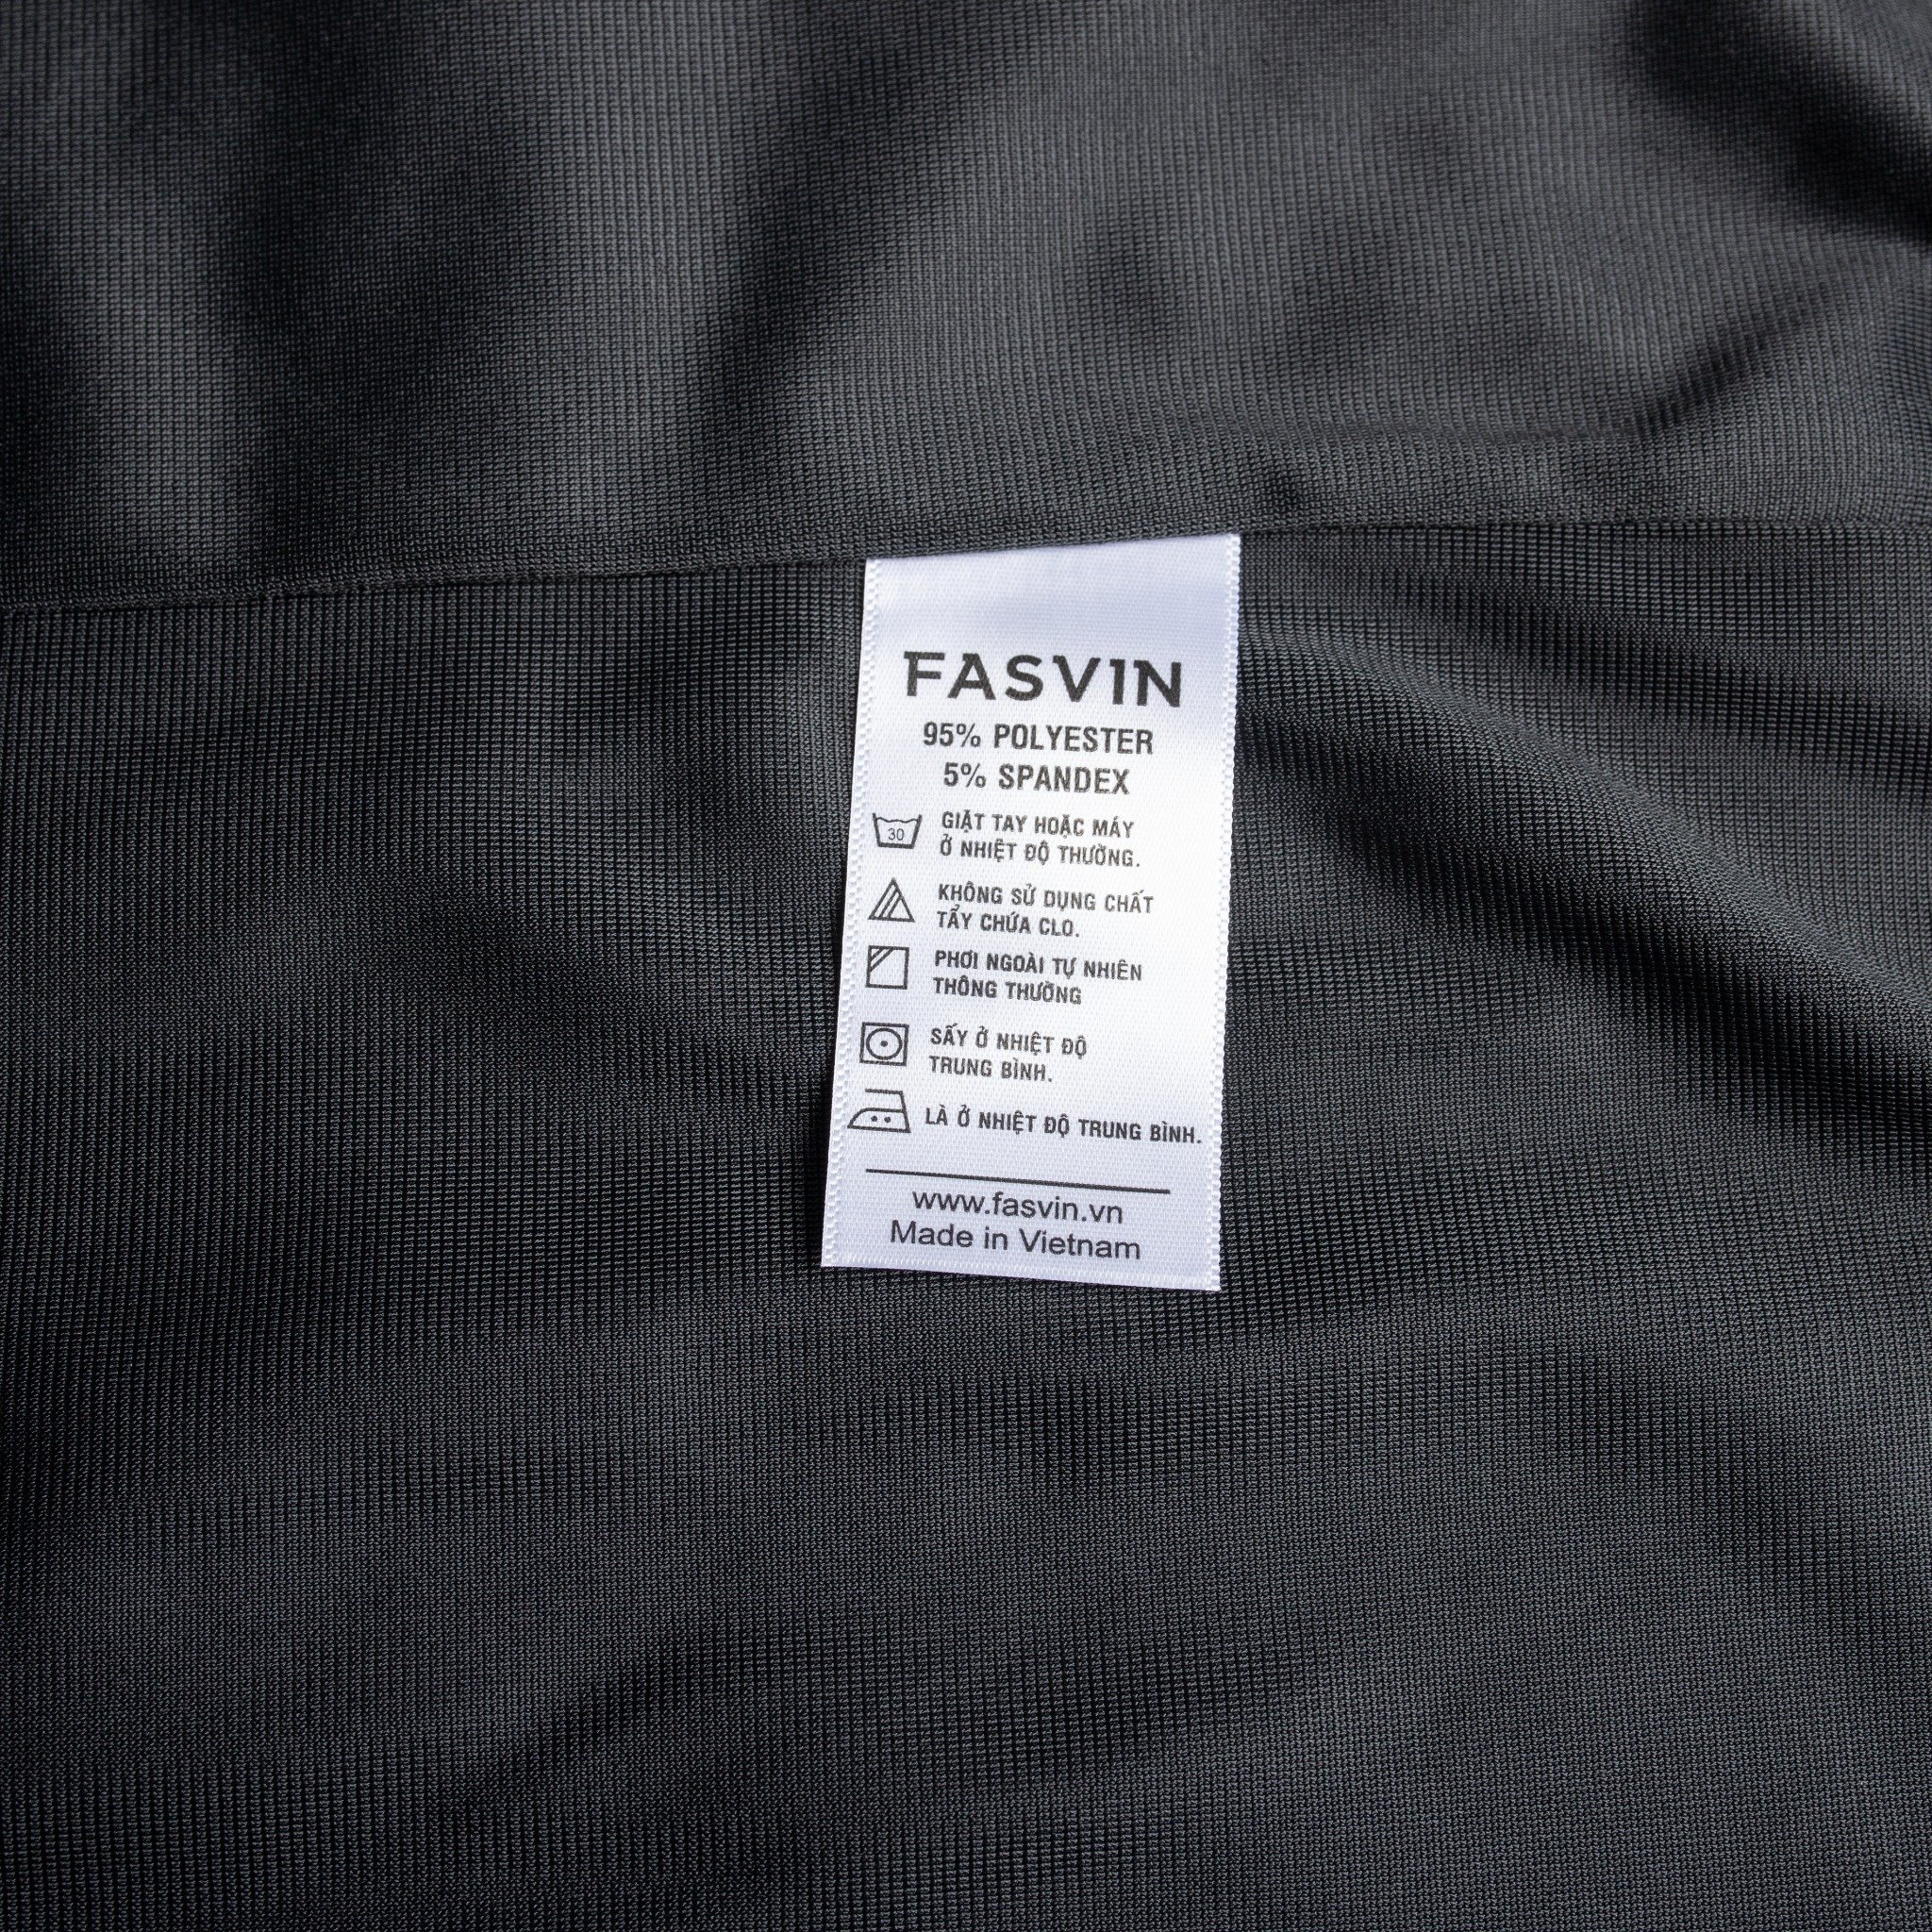 FASVIN
95% POLYESTER
5% SPANDEX
30
GIẶT TAY HOẶC MÁY
Ở NHIỆT ĐỘ THƯỜNG.
KHÔNG SỬ DỤNG CHẤT
TẨY CHỨA CLO.
PHƠI NGOÀI TỰ NHIÊN
THÔNG THƯỜNG
SẤY Ở NHIỆT ĐỘ
TRUNG BÌNH.
LÀ Ở NHIỆT ĐỘ TRUNG BÌNH.
www.fasvin.vn
Made in Vietnam